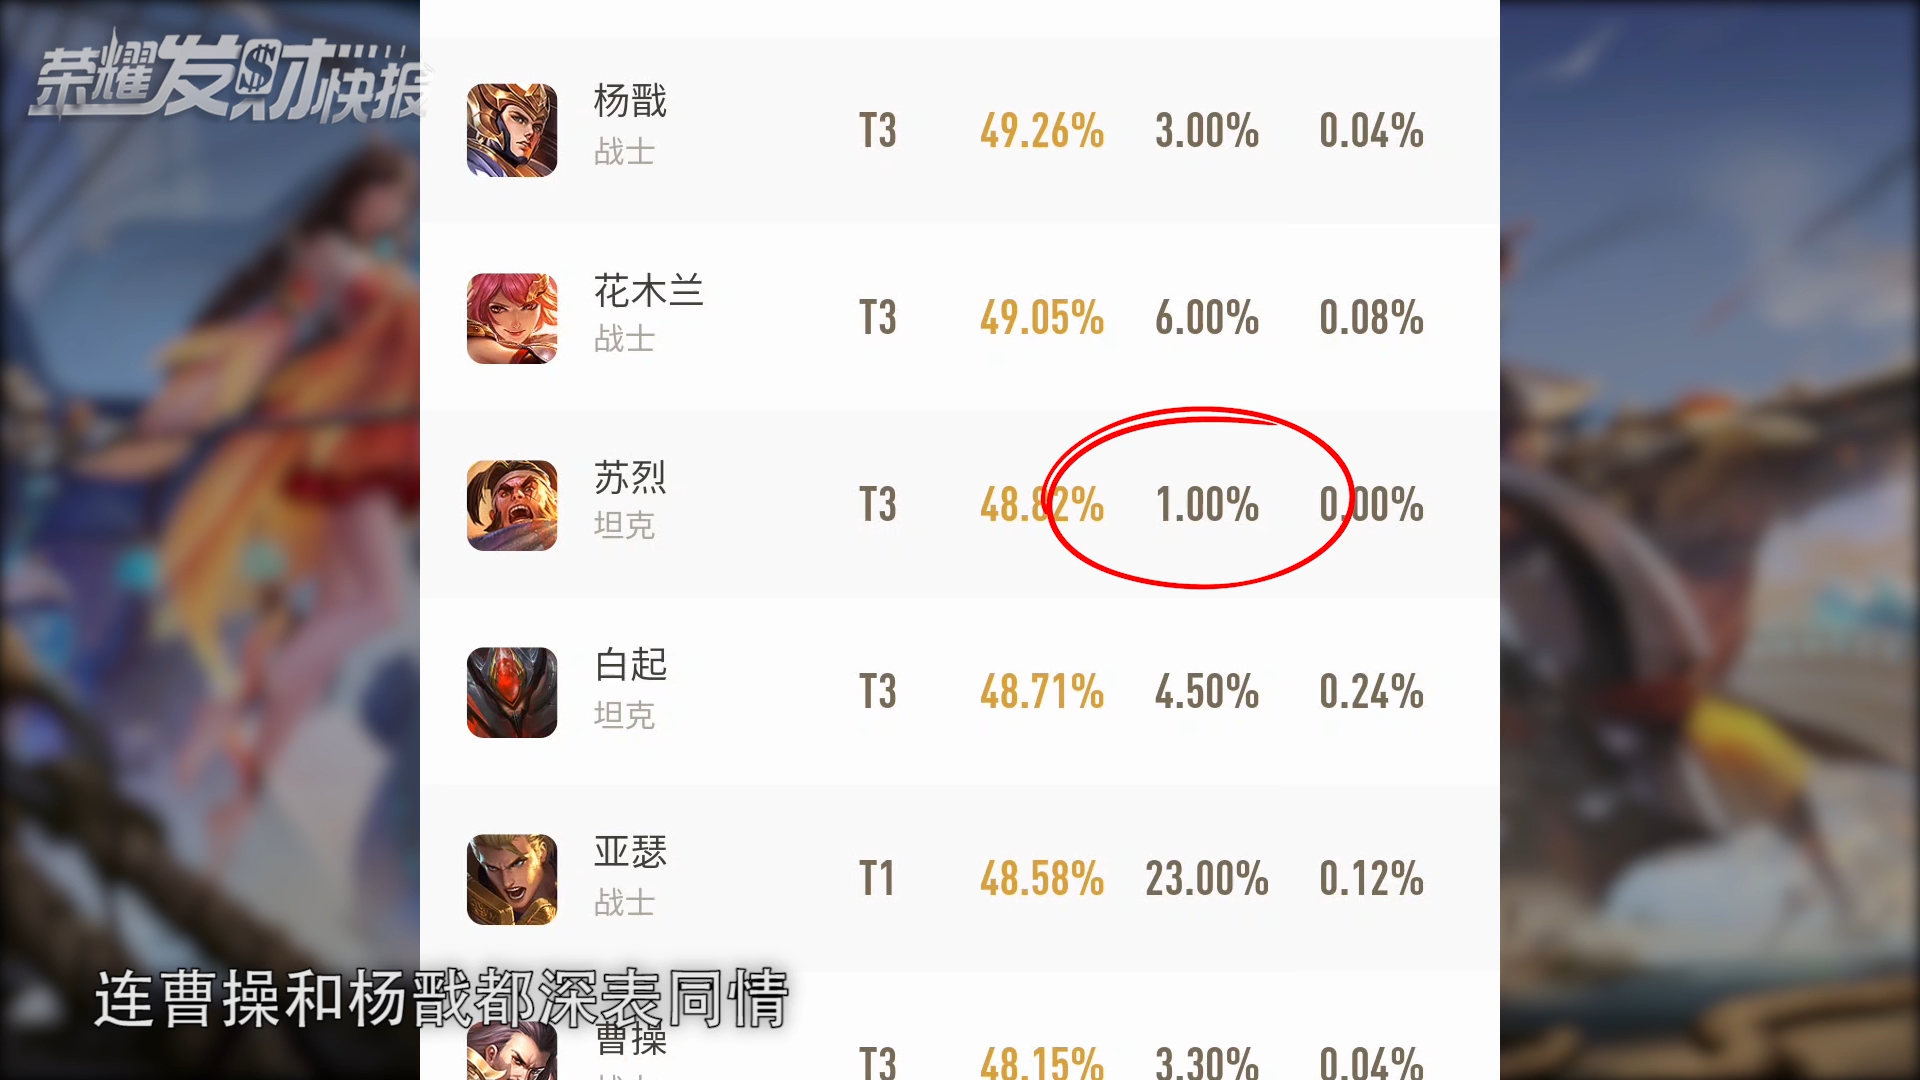 荣耀发财快报
杨戬
战士
T3 49.26% 3.00% 0.04%
花木兰
战士
T3 49.05% 6.00% 0.08%
苏烈
坦克
T3 48.82% 1.00% 0.00%
白起
坦克
T3 48.71% 4.50% 0.24%
亚瑟
战士
T1 48.58% 23.00% 0.12%
连曹操和杨戬都深表同情
曹操
T3 48.15% 3.30% 0.04%